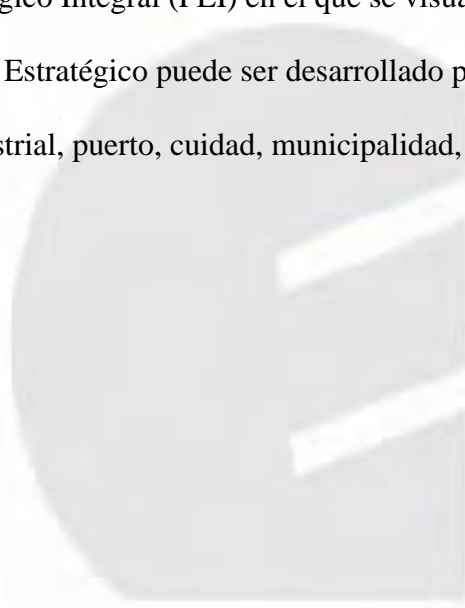 gico Integral (PEI) en el que se visua
Estratégico puede ser desarrollado p
strial, puerto, cuidad, municipalidad,